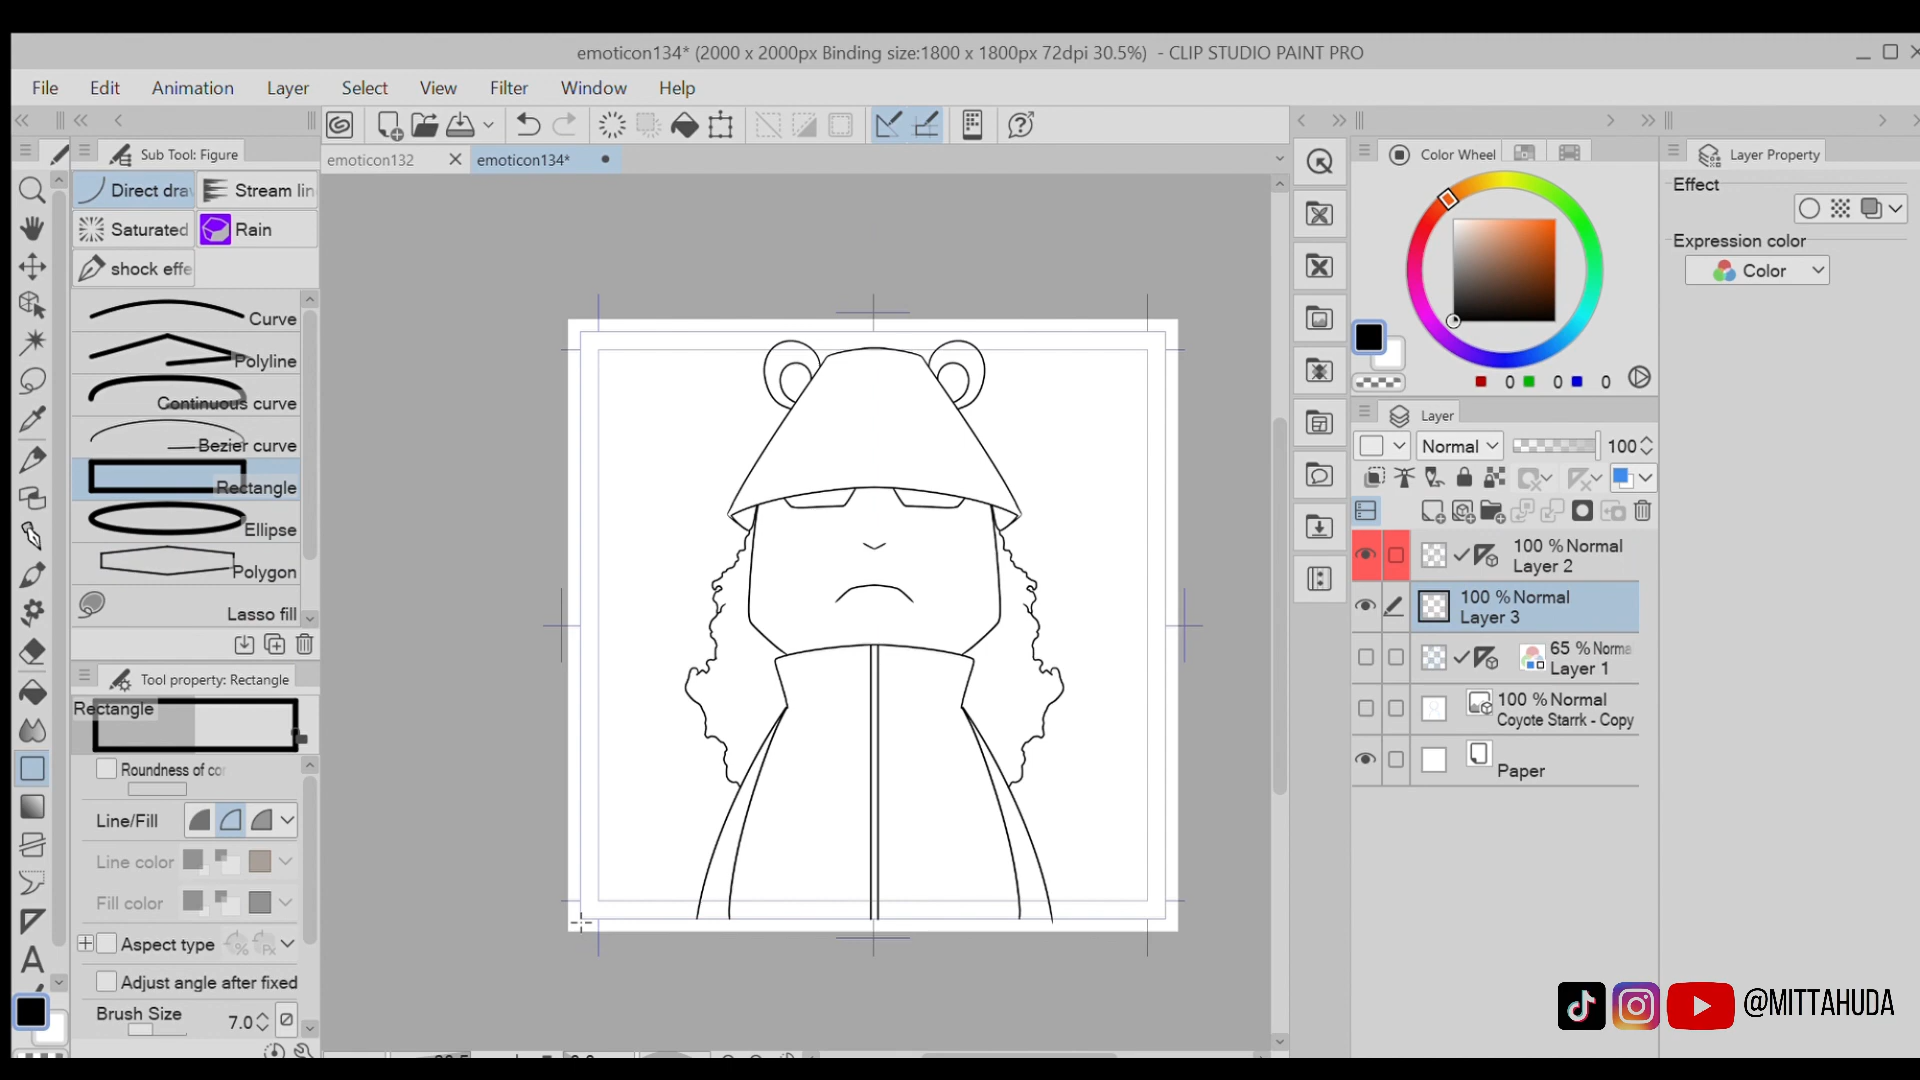 emoticon134* (2000 x 2000px Binding size:1800 x 1800px 72dpi 30.5%) - CLIP STUDIO PAINT PRO
File Edit Animation Layer Select View Filter Window Help
emoticon132
emoticon134*
Sub Tool: Figure
Direct dra
Stream lin
Saturated
Rain
shock effe
Curve
Polyline
Continuous curve
Bezier curve
Rectangle
Ellipse
Polygon
Lasso fill
Tool property: Rectangle
Rectangle
Roundness of cor
Line/Fill
Line color
Fill color
Aspect type
Adjust angle after fixed
Brush Size
7.0
Color Wheel
0 0 0
Layer
Normal 100
100 % Normal
Layer 2
100 % Normal
Layer 3
65 % Norma
Layer 1
100 % Normal
Coyote Starrk - Copy
Paper
Layer Property
Effect
Expression color
Color
@MITTAHUDA